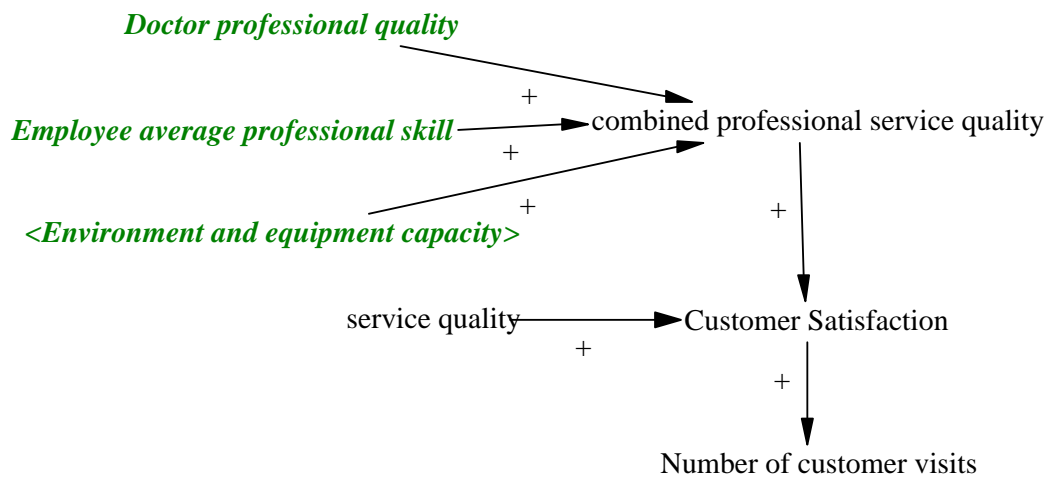 Doctor professional quality
+
combined professional service quality
Employee average professional skill
+
+
<Environment and equipment capacity>
+
service quality
Customer Satisfaction
+
+
Number of customer visits